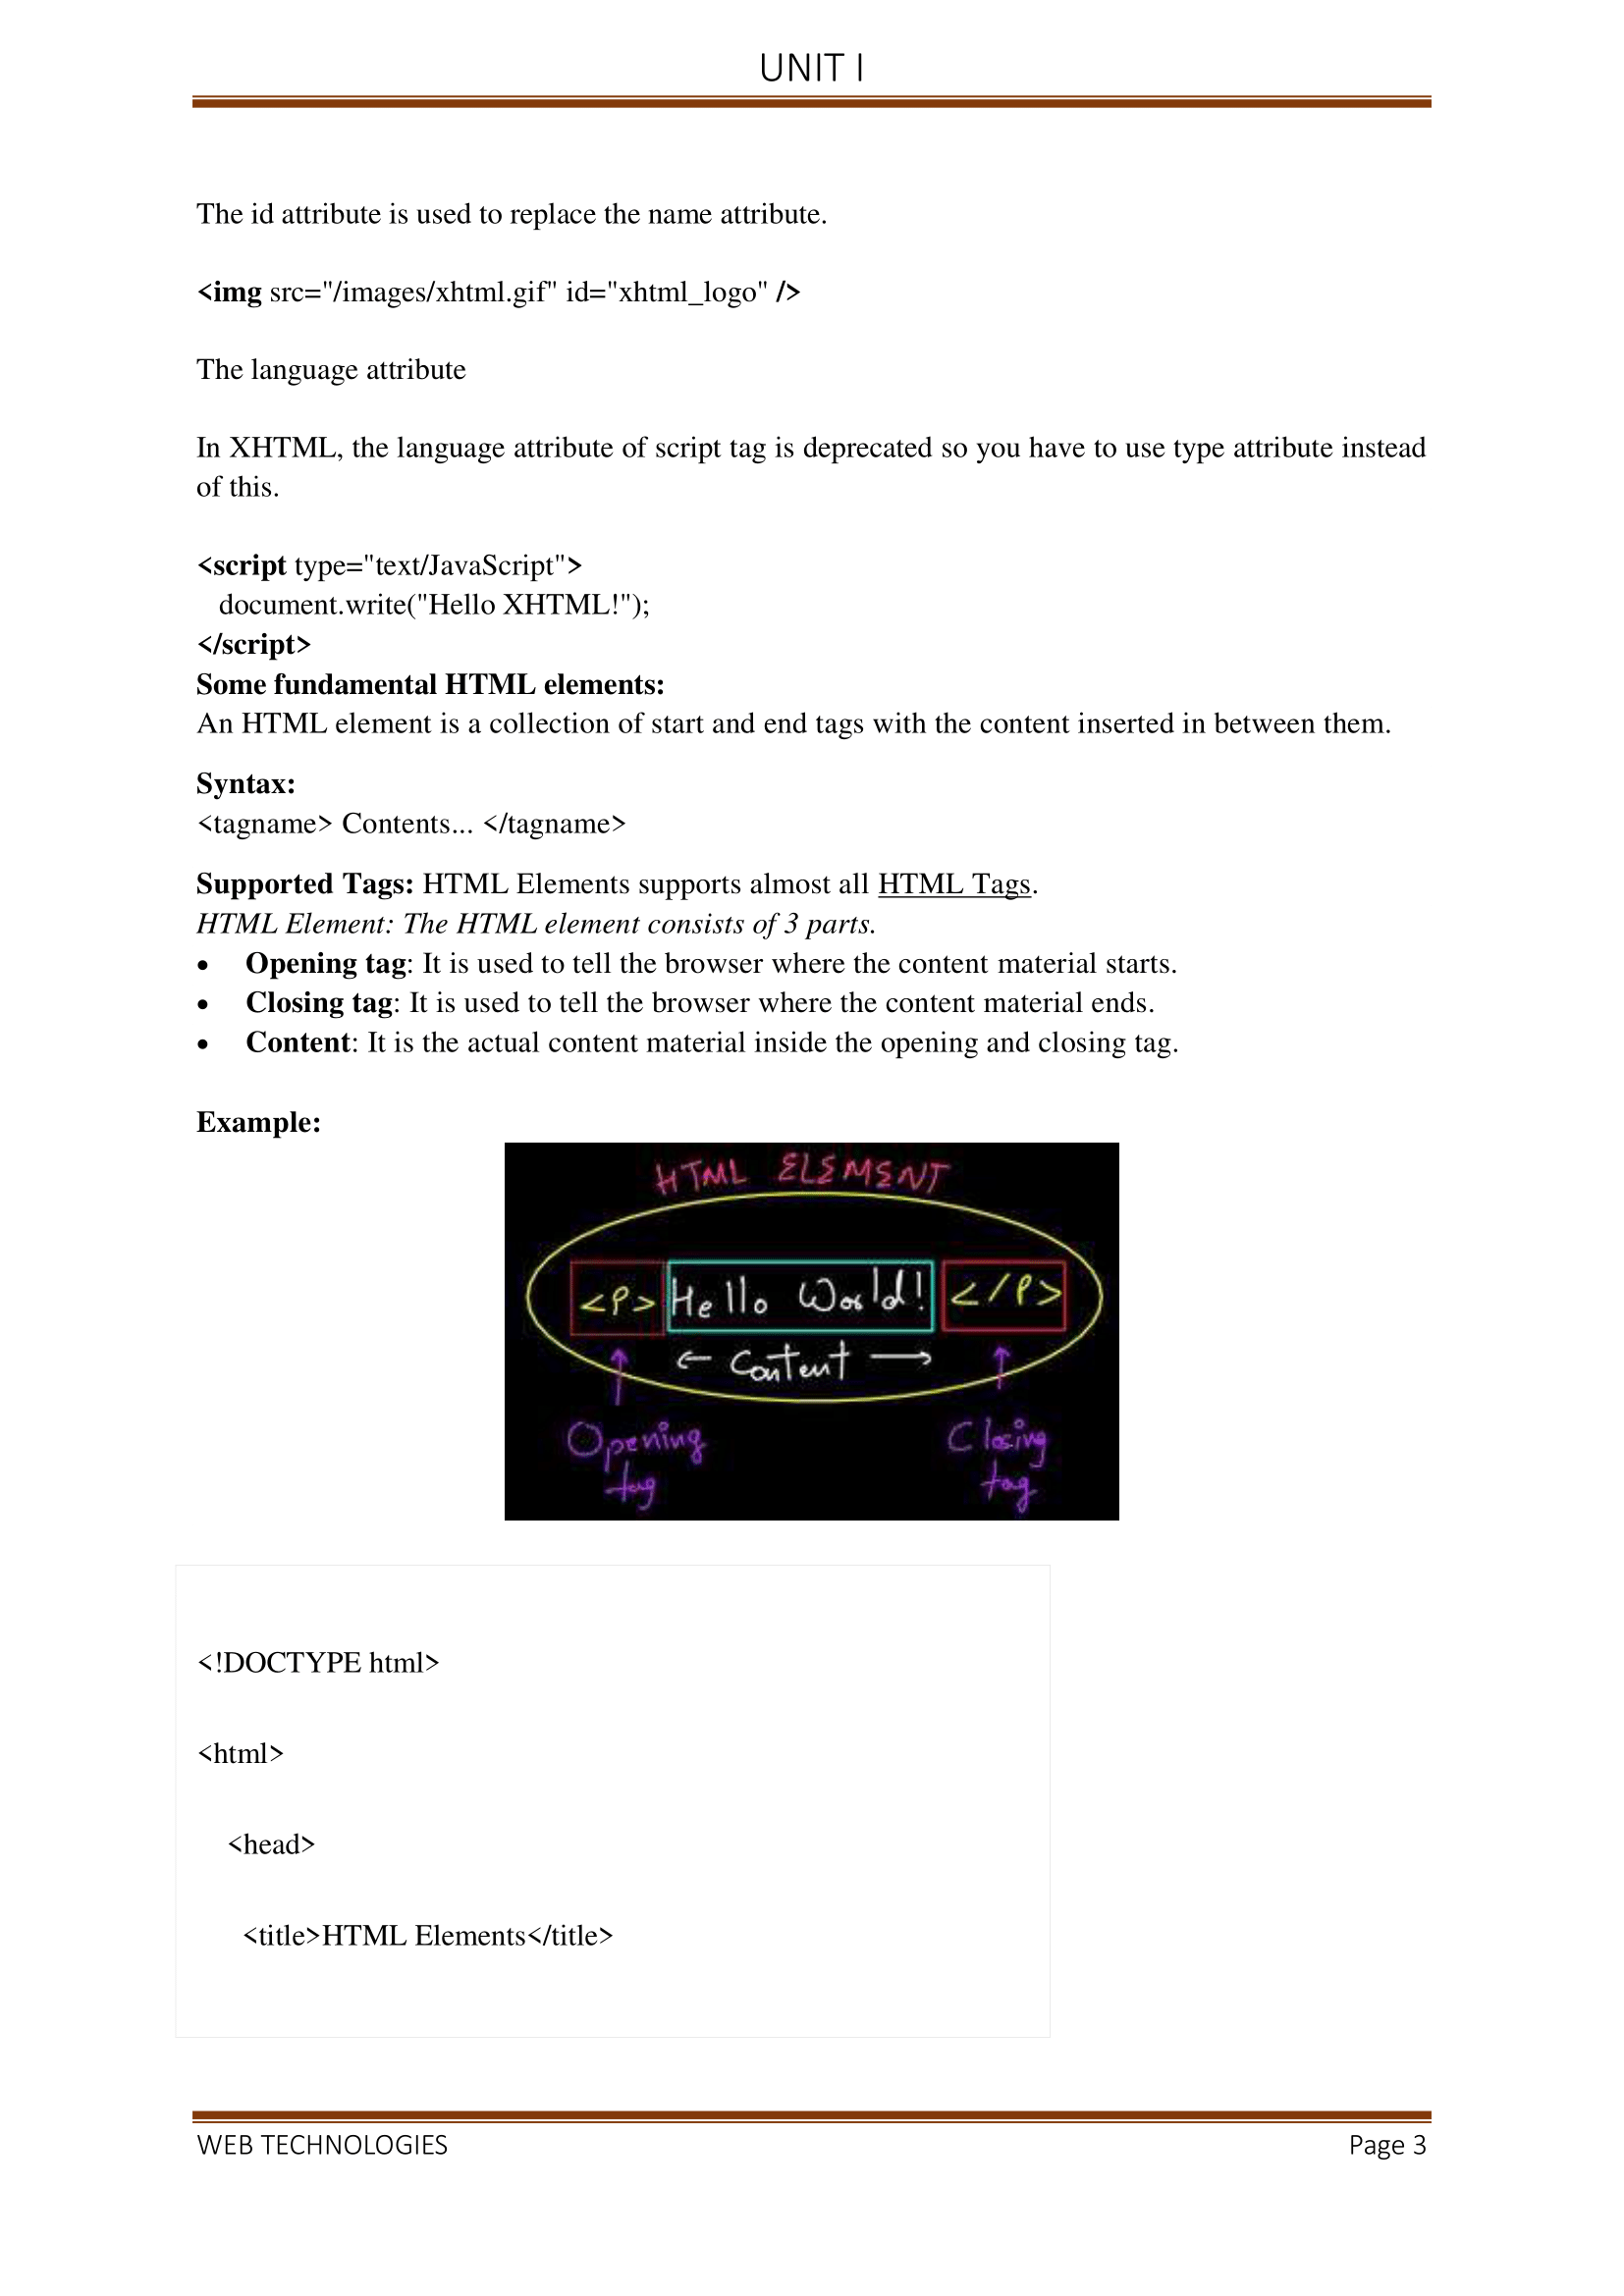 UNIT I
The id attribute is used to replace the name attribute.
<img src="/images/xhtml.gif" id="xhtml_logo" />
The language attribute
In XHTML, the language attribute of script tag is deprecated so you have to use type attribute instead
of this.
<script type="text/JavaScript">
document.write("Hello XHTML!");
</script>
Some fundamental HTML elements:
An HTML element is a collection of start and end tags with the content inserted in between them.
Syntax:
<tagname> Contents... </tagname>
Supported Tags: HTML Elements supports almost all HTML Tags.
HTML Element: The HTML element consists of 3 parts.
• Opening tag: It is used to tell the browser where the content material starts.
• Closing tag: It is used to tell the browser where the content material ends.
• Content: It is the actual content material inside the opening and closing tag.
Example:
HTML ELEMENT
<P> Hello World! </P>
← Content →
Opening tag
Closing tag
<!DOCTYPE html>
<html>
<head>
<title>HTML Elements</title>
WEB TECHNOLOGIES Page 3